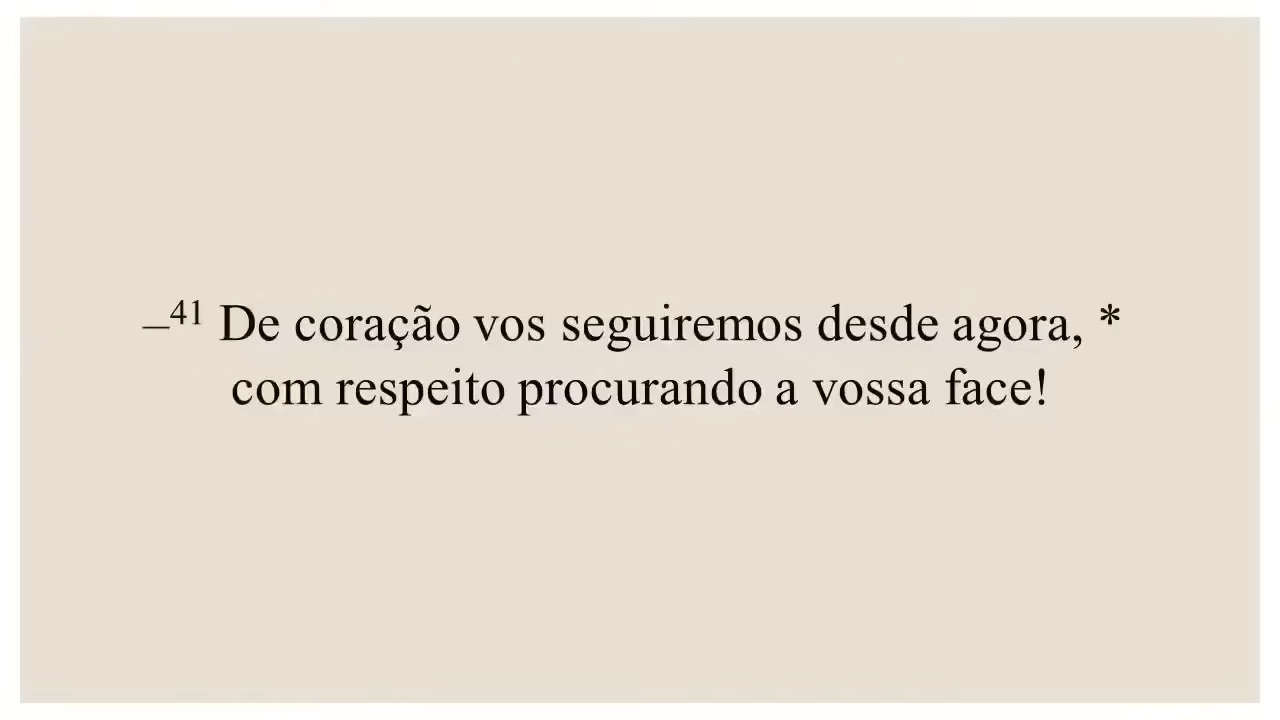 –⁴¹ De coração vos seguiremos desde agora, *
com respeito procurando a vossa face!